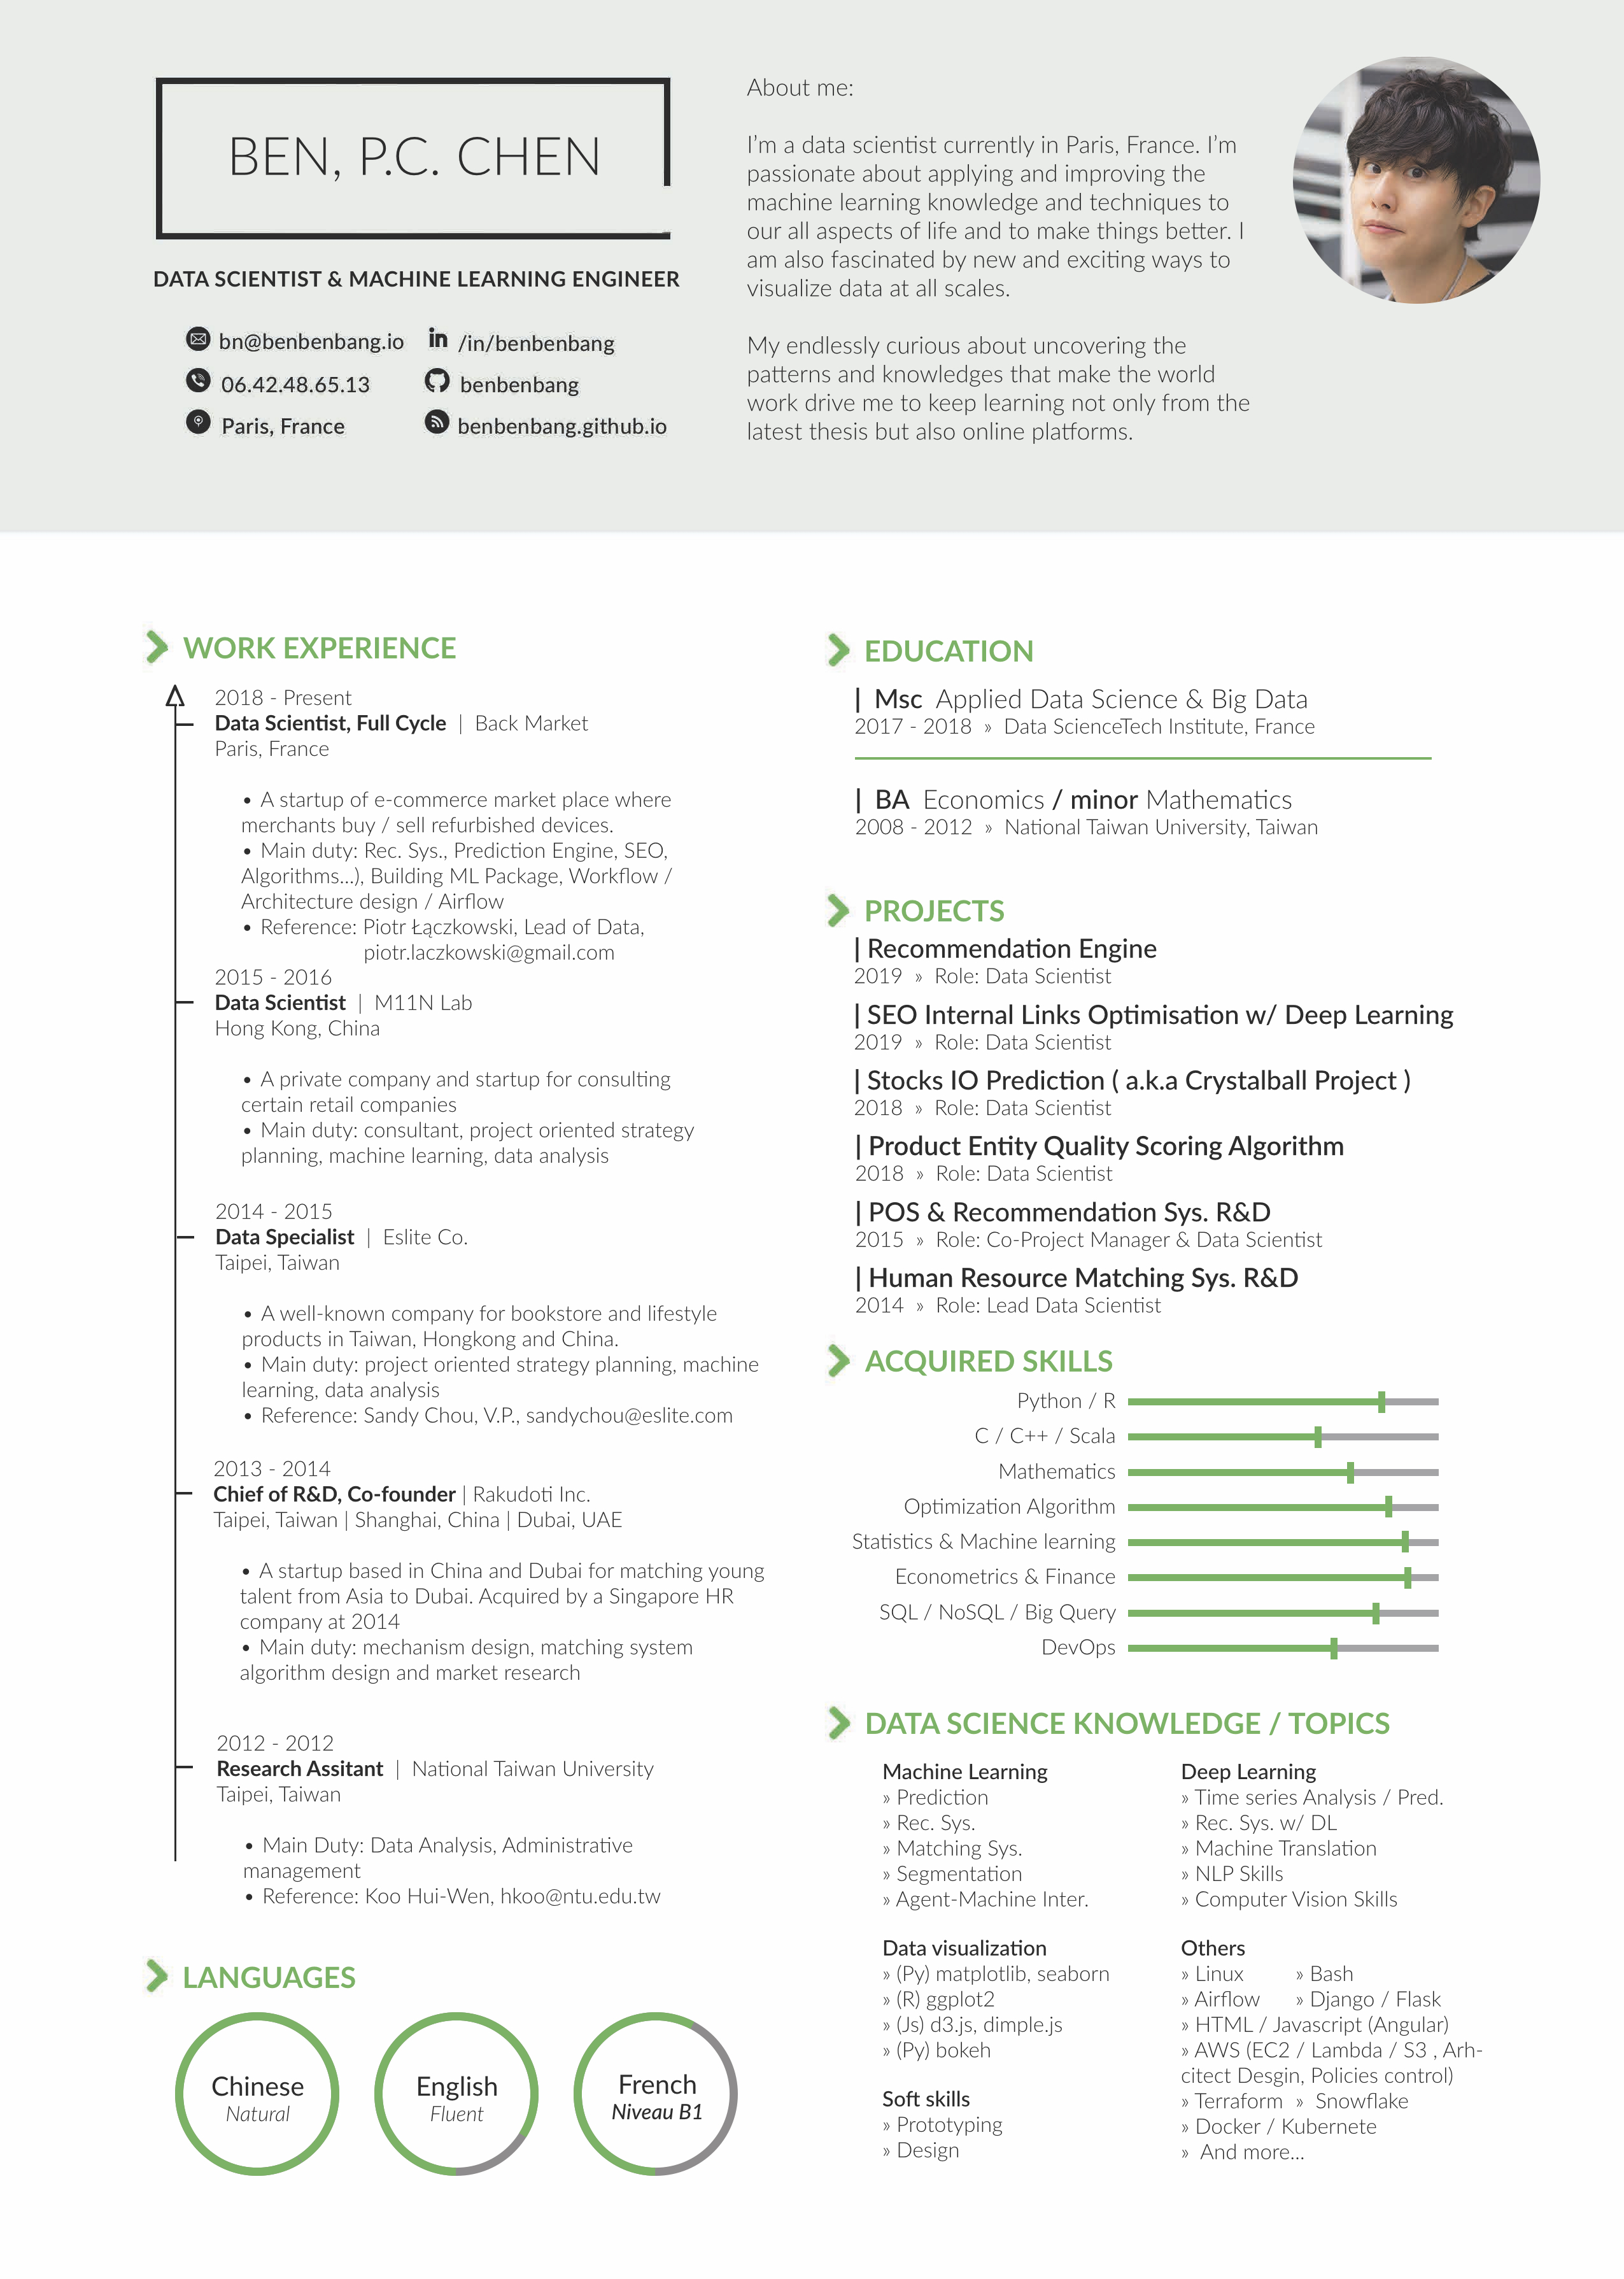 BEN, P.C. CHEN
DATA SCIENTIST & MACHINE LEARNING ENGINEER
bn@benbenbang.io
/in/benbenbang
06.42.48.65.13
benbenbang
Paris, France
benbenbang.github.io
About me:
I'm a data scientist currently in Paris, France. I'm
passionate about applying and improving the
machine learning knowledge and techniques to
our all aspects of life and to make things better. I
am also fascinated by new and exciting ways to
visualize data at all scales.
My endlessly curious about uncovering the
patterns and knowledges that make the world
work drive me to keep learning not only from the
latest thesis but also online platforms.
WORK EXPERIENCE
2018 - Present
Data Scientist, Full Cycle | Back Market
Paris, France
• A startup of e-commerce market place where
merchants buy / sell refurbished devices.
• Main duty: Rec. Sys., Prediction Engine, SEO,
Algorithms...), Building ML Package, Workflow /
Architecture design / Airflow
• Reference: Piotr Łączkowski, Lead of Data,
piotr.laczkowski@gmail.com
2015 - 2016
Data Scientist | M11N Lab
Hong Kong, China
• A private company and startup for consulting
certain retail companies
• Main duty: consultant, project oriented strategy
planning, machine learning, data analysis
2014 - 2015
Data Specialist | Eslite Co.
Taipei, Taiwan
• A well-known company for bookstore and lifestyle
products in Taiwan, Hongkong and China.
• Main duty: project oriented strategy planning, machine
learning, data analysis
• Reference: Sandy Chou, V.P., sandychou@eslite.com
2013 - 2014
Chief of R&D, Co-founder | Rakudoti Inc.
Taipei, Taiwan | Shanghai, China | Dubai, UAE
• A startup based in China and Dubai for matching young
talent from Asia to Dubai. Acquired by a Singapore HR
company at 2014
• Main duty: mechanism design, matching system
algorithm design and market research
2012 - 2012
Research Assitant | National Taiwan University
Taipei, Taiwan
• Main Duty: Data Analysis, Administrative
management
• Reference: Koo Hui-Wen, hkoo@ntu.edu.tw
LANGUAGES
Chinese
Natural
English
Fluent
French
Niveau B1
EDUCATION
| Msc Applied Data Science & Big Data
2017 - 2018 » Data ScienceTech Institute, France
| BA Economics / minor Mathematics
2008 - 2012 » National Taiwan University, Taiwan
PROJECTS
| Recommendation Engine
2019 » Role: Data Scientist
| SEO Internal Links Optimisation w/ Deep Learning
2019 » Role: Data Scientist
| Stocks IO Prediction ( a.k.a Crystalball Project )
2018 » Role: Data Scientist
| Product Entity Quality Scoring Algorithm
2018 » Role: Data Scientist
| POS & Recommendation Sys. R&D
2015 » Role: Co-Project Manager & Data Scientist
| Human Resource Matching Sys. R&D
2014 » Role: Lead Data Scientist
ACQUIRED SKILLS
Python / R
C / C++ / Scala
Mathematics
Optimization Algorithm
Statistics & Machine learning
Econometrics & Finance
SQL / NoSQL / Big Query
DevOps
DATA SCIENCE KNOWLEDGE / TOPICS
Machine Learning
» Prediction
» Rec. Sys.
» Matching Sys.
» Segmentation
» Agent-Machine Inter.
Data visualization
» (Py) matplotlib, seaborn
» (R) ggplot2
» (Js) d3.js, dimple.js
» (Py) bokeh
Soft skills
» Prototyping
» Design
Deep Learning
» Time series Analysis / Pred.
» Rec. Sys. w/ DL
» Machine Translation
» NLP Skills
» Computer Vision Skills
Others
» Linux » Bash
» Airflow » Django / Flask
» HTML / Javascript (Angular)
» AWS (EC2 / Lambda / S3 , Arh-
citect Desgin, Policies control)
» Terraform » Snowflake
» Docker / Kubernete
» And more...